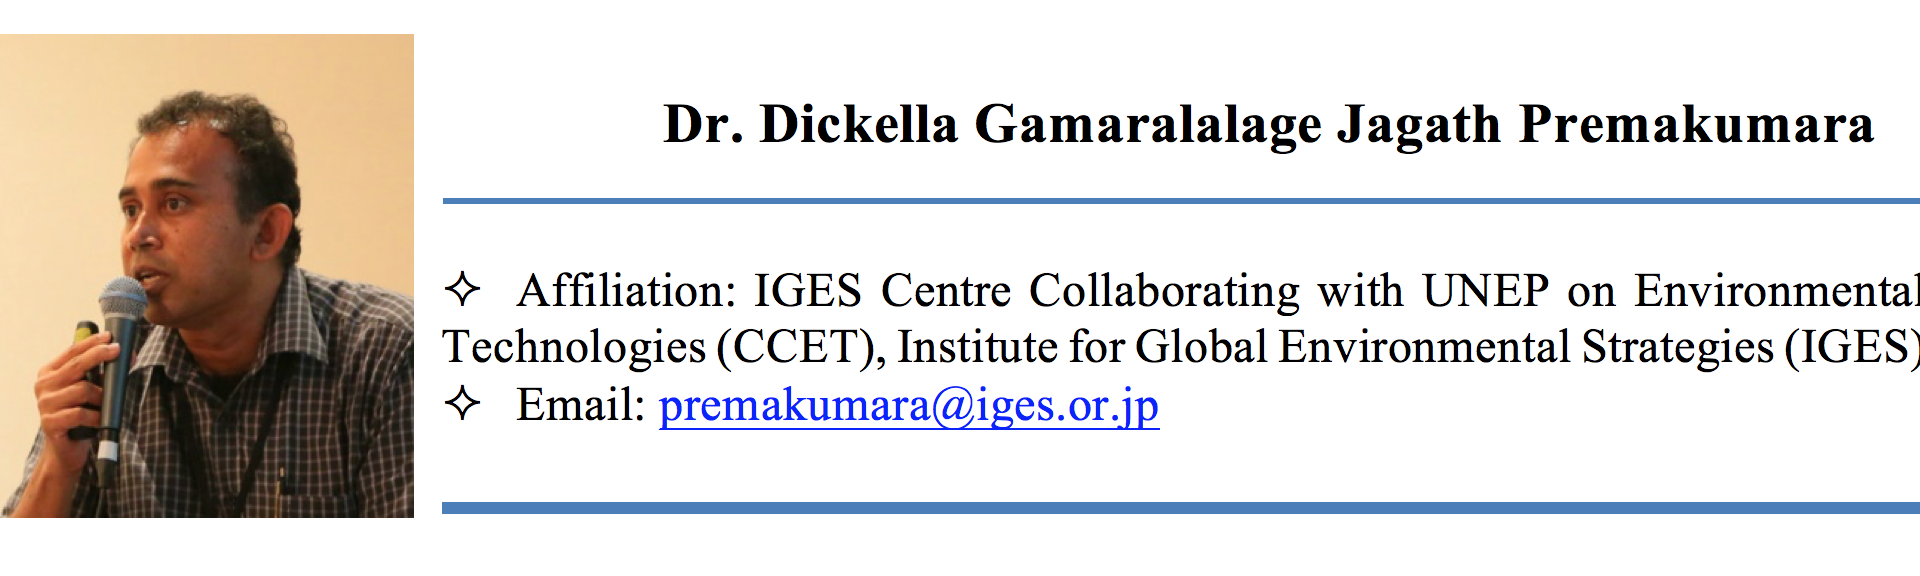 Dr. Dickella Gamaralalage Jagath Premakumara
✧ Affiliation: IGES Centre Collaborating with UNEP on Environmental
Technologies (CCET), Institute for Global Environmental Strategies (IGES)
✧ Email: premakumara@iges.or.jp